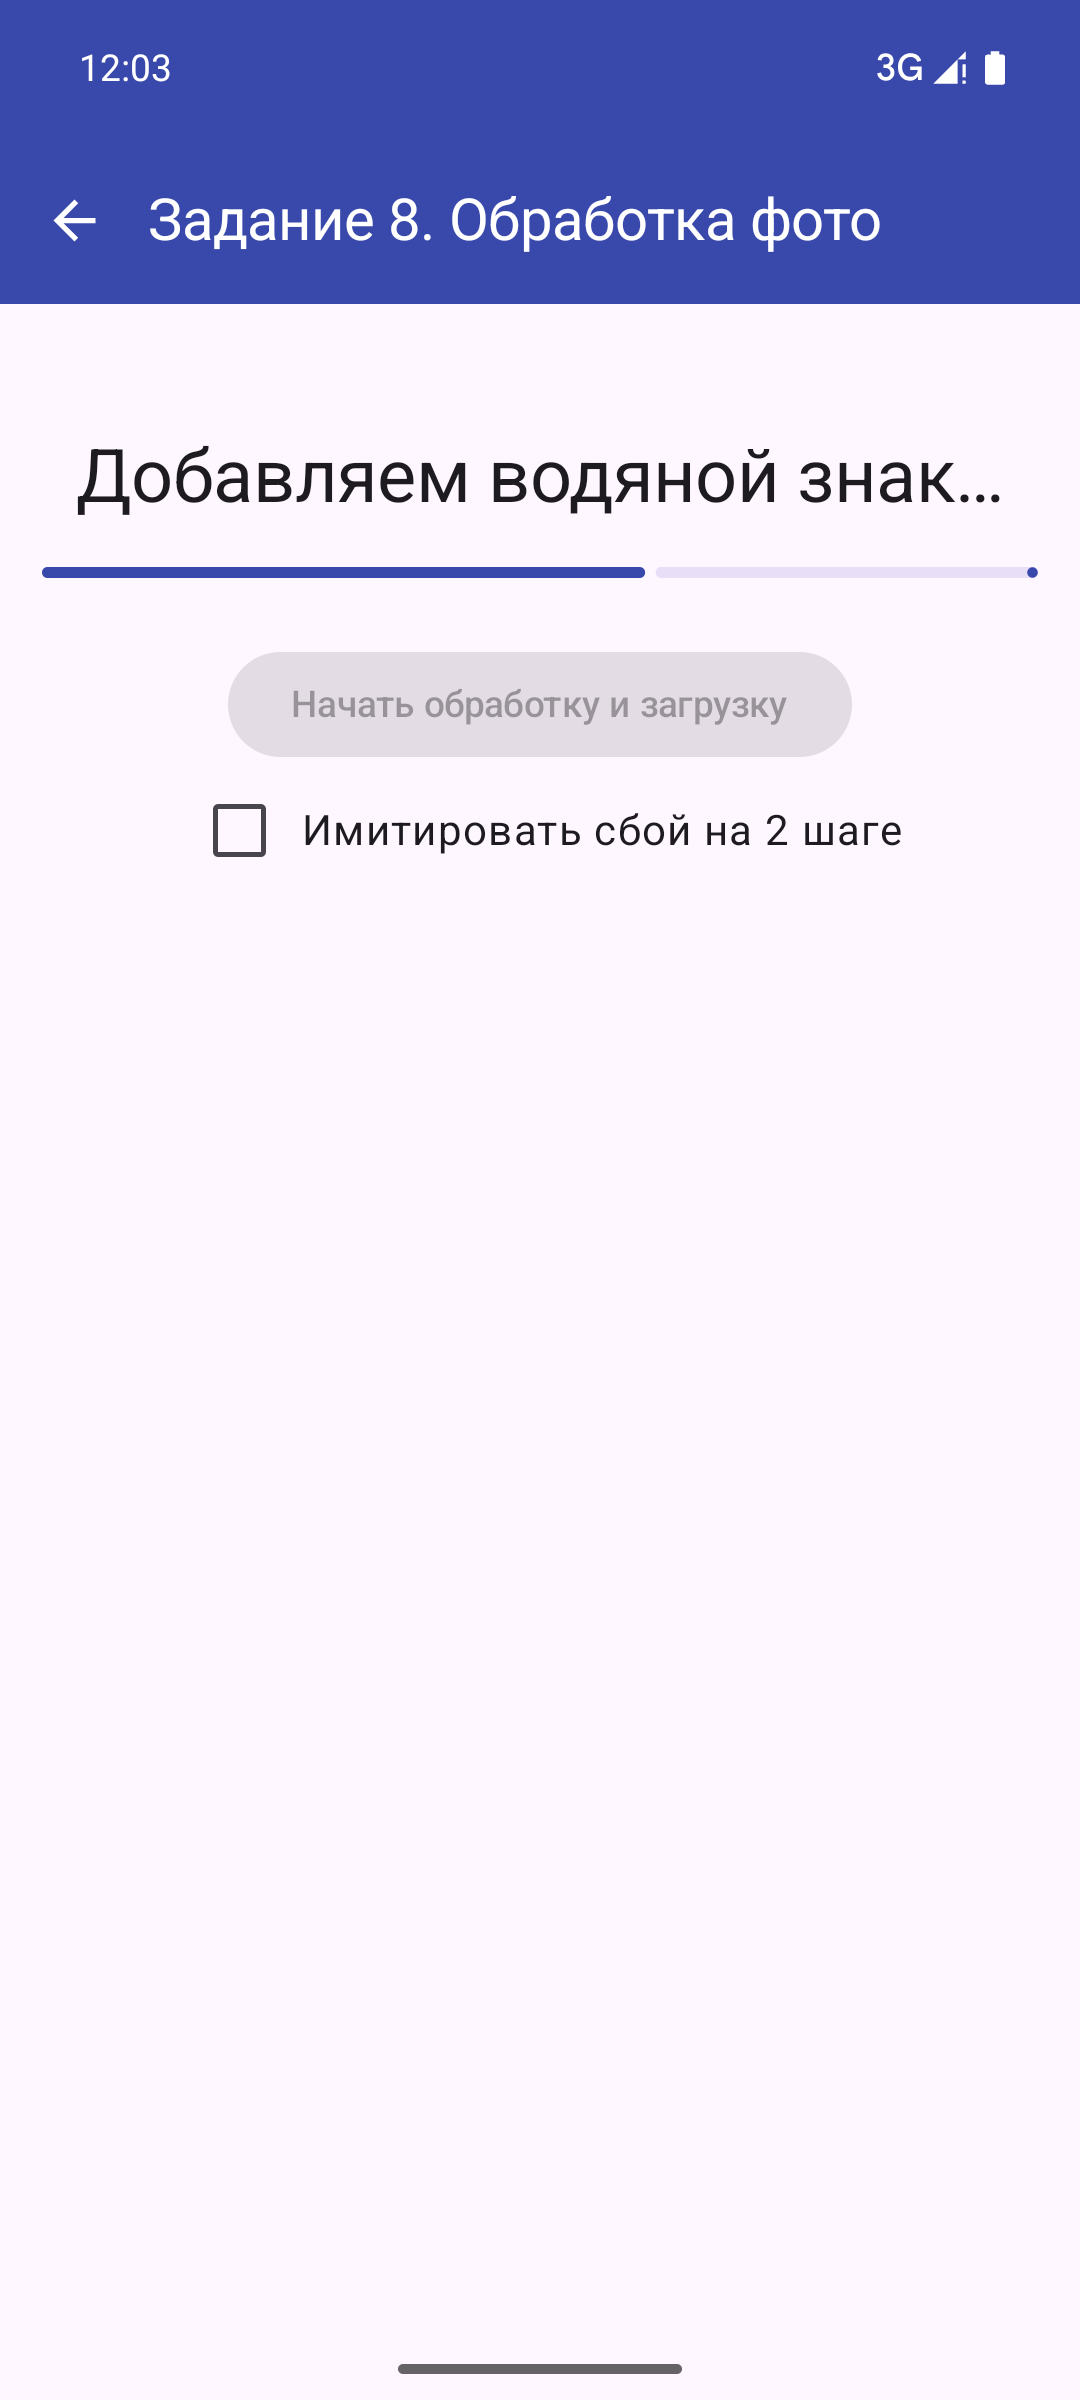 12:03
3G
Задание 8. Обработка фото
Добавляем водяной знак...
Начать обработку и загрузку
Имитировать сбой на 2 шаге